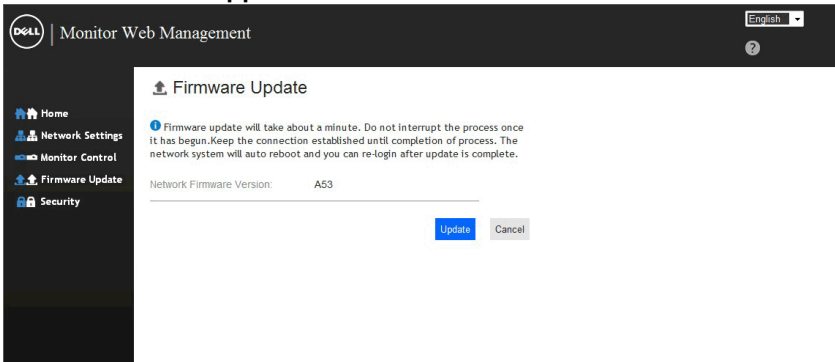 DELL | Monitor Web Management
English
?
Firmware Update
Home
Network Settings
Monitor Control
Firmware Update
Security
Firmware update will take about a minute. Do not interrupt the process once
it has begun.Keep the connection established until completion of process. The
network system will auto reboot and you can re-login after update is complete.
Network Firmware Version: A53
Update Cancel